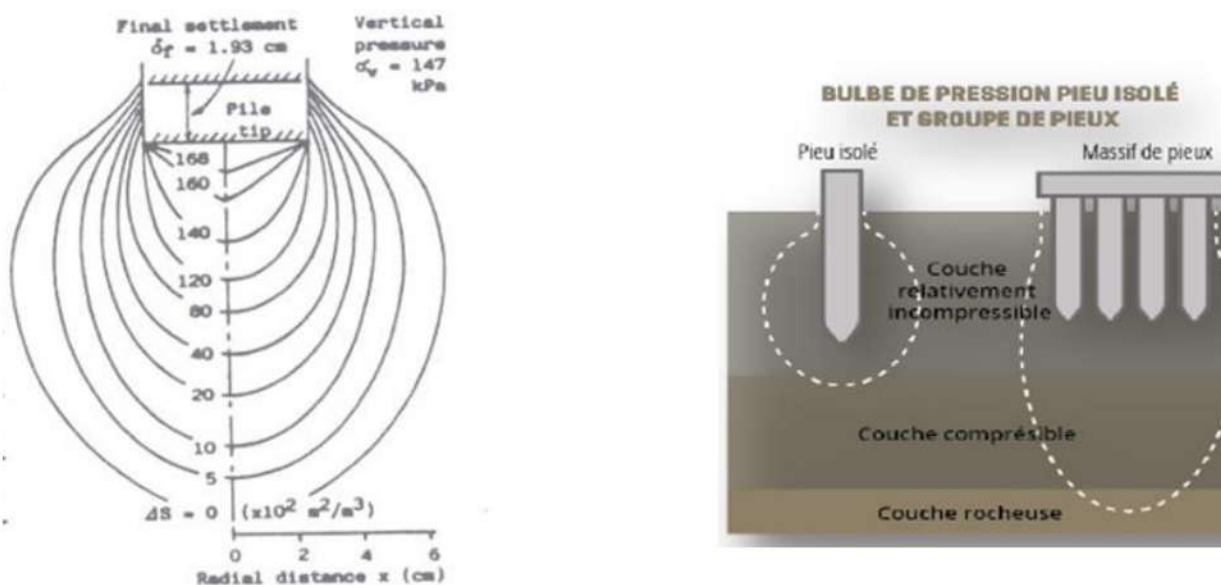 Final settlement
δf = 1.93 cm
Vertical
pressure
σv = 147
kPa
Pile
tip
168
160
140
120
80
40
20
10
5
ΔS = 0 (x10² m²/m³)
0 2 4 6
Radial distance x (cm)
BULBE DE PRESSION PIEU ISOLÉ
ET GROUPE DE PIEUX
Pieu isolé
Massif de pieux
Couche
relativement
incompressible
Couche comprésible
Couche rocheuse